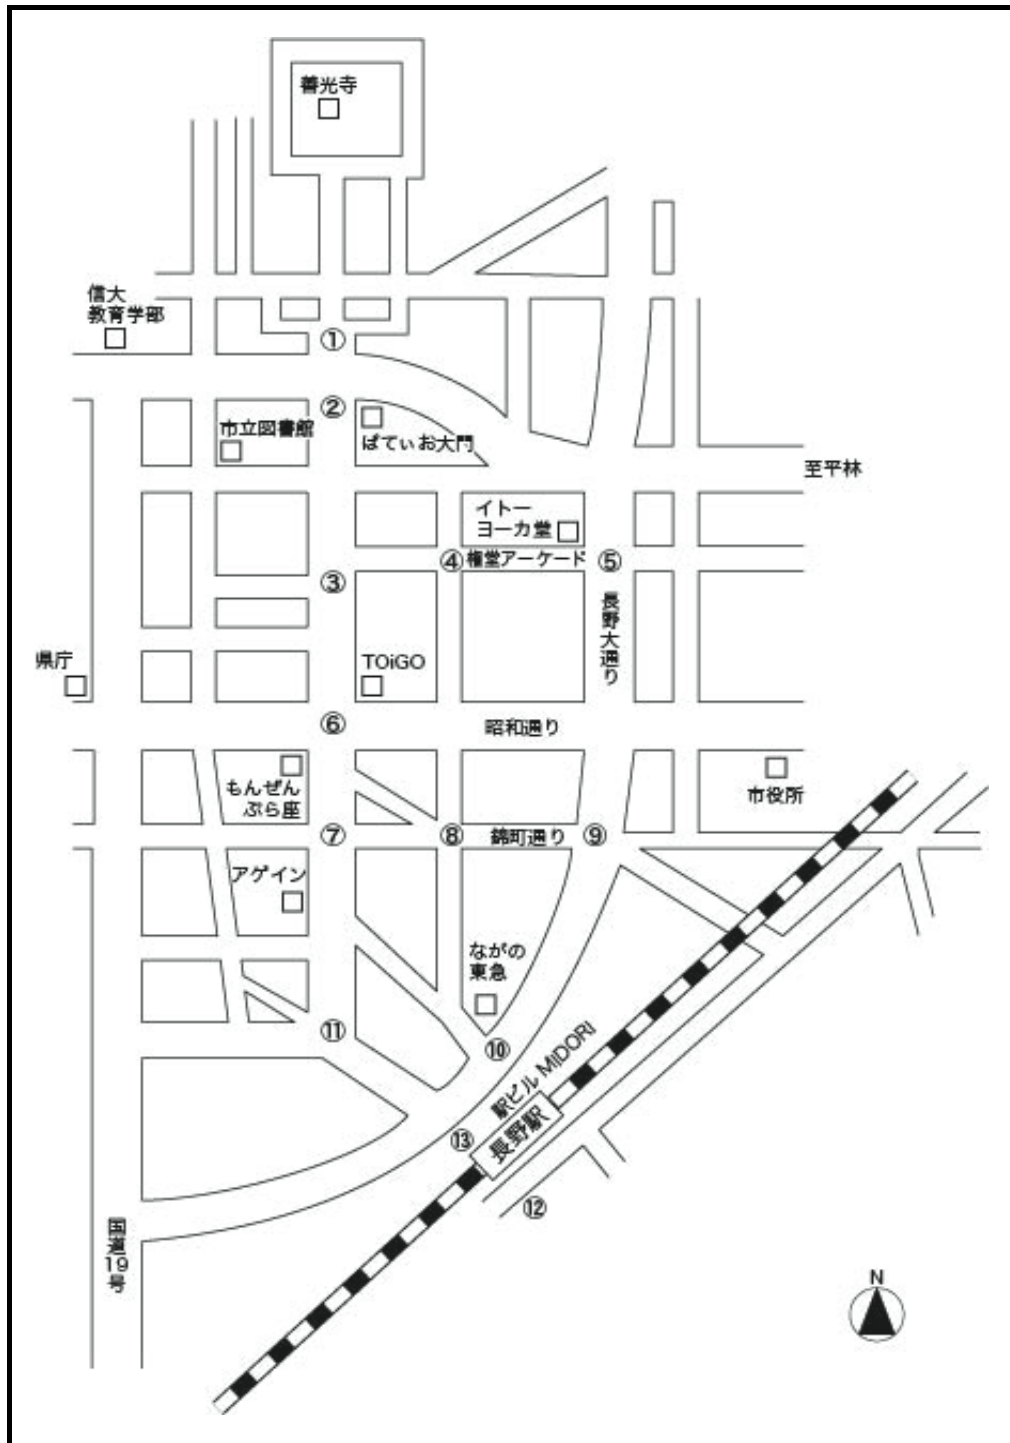 善光寺
信大
教育学部
①
②
市立図書館
ぱてぃお大門
至平林
イトー
ヨーカ堂
④
権堂アーケード
⑤
③
長野大通り
県庁
TOiGO
⑥
昭和通り
もんぜん
ぷら座
市役所
⑦
⑧
錦町通り
⑨
アゲイン
ながの
東急
⑪
⑩
駅ビル MIDORI
長野駅
⑬
⑫
国道19号
N